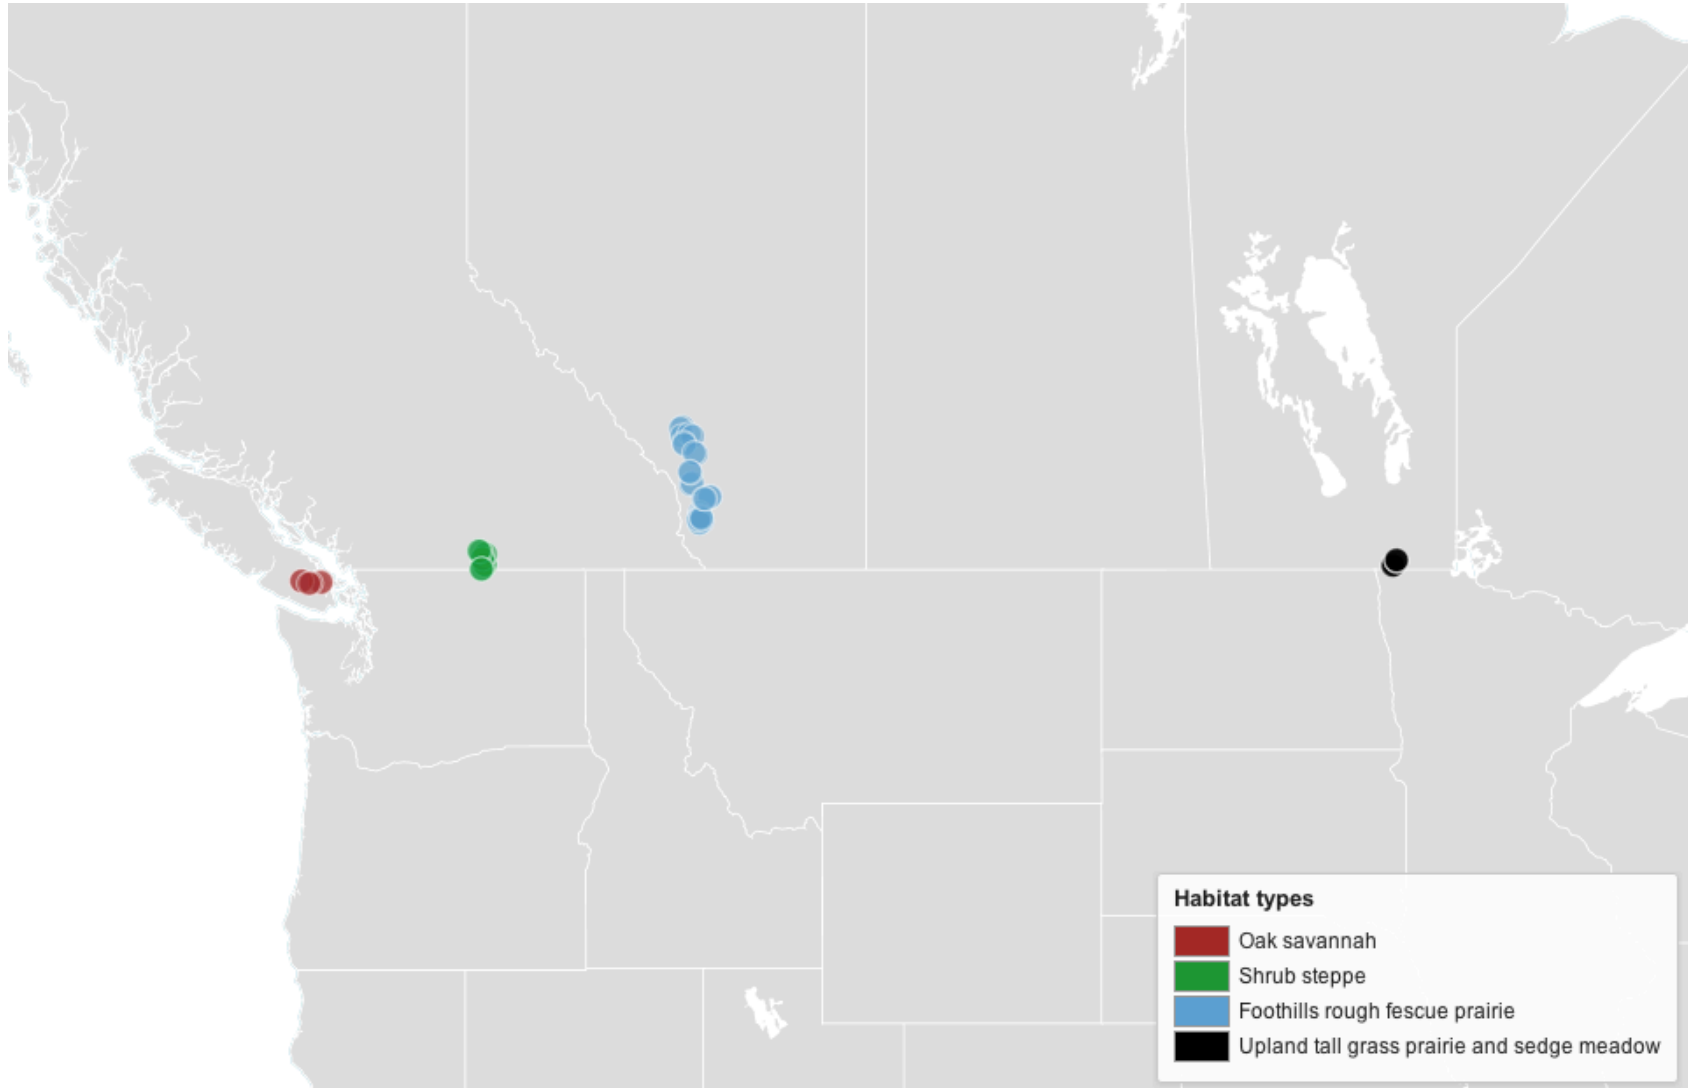 Habitat types
Oak savannah
Shrub steppe
Foothills rough fescue prairie
Upland tall grass prairie and sedge meadow